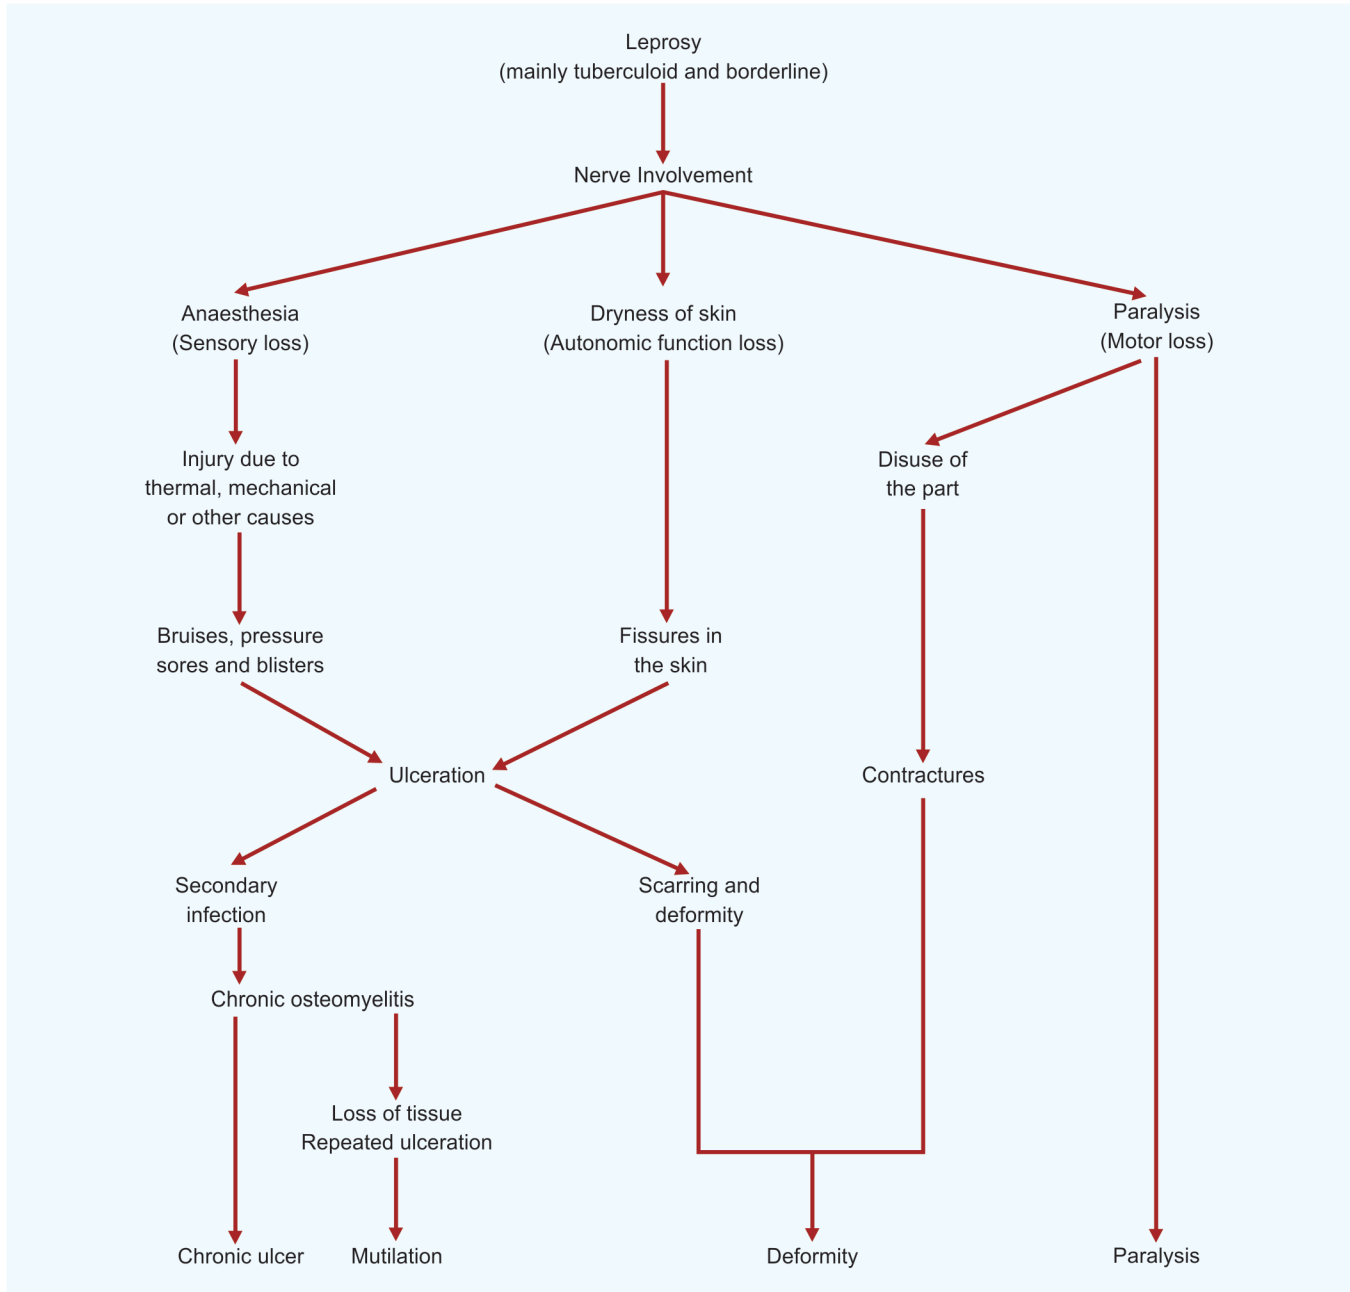 Leprosy
(mainly tuberculoid and borderline)
Nerve Involvement
Anaesthesia
(Sensory loss)
Dryness of skin
(Autonomic function loss)
Paralysis
(Motor loss)
Injury due to
thermal, mechanical
or other causes
Disuse of
the part
Bruises, pressure
sores and blisters
Fissures in
the skin
Ulceration
Contractures
Secondary
infection
Scarring and
deformity
Chronic osteomyelitis
Loss of tissue
Repeated ulceration
Chronic ulcer
Mutilation
Deformity
Paralysis